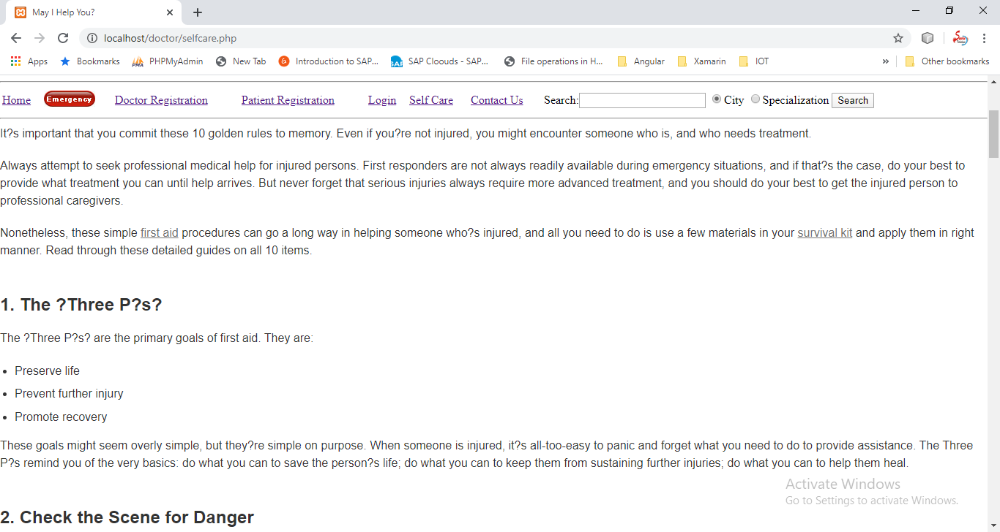 May I Help You?
localhost/doctor/selfcare.php
Apps Bookmarks PHPMyAdmin New Tab Introduction to SAP... SAP Clouods - SAP... File operations in H... Angular Xamarin IOT » Other bookmarks
Home Emergency Doctor Registration Patient Registration Login Self Care Contact Us Search: City Specialization Search
It?s important that you commit these 10 golden rules to memory. Even if you?re not injured, you might encounter someone who is, and who needs treatment.
Always attempt to seek professional medical help for injured persons. First responders are not always readily available during emergency situations, and if that?s the case, do your best to
provide what treatment you can until help arrives. But never forget that serious injuries always require more advanced treatment, and you should do your best to get the injured person to
professional caregivers.
Nonetheless, these simple first aid procedures can go a long way in helping someone who?s injured, and all you need to do is use a few materials in your survival kit and apply them in right
manner. Read through these detailed guides on all 10 items.
1. The ?Three P?s?
The ?Three P?s? are the primary goals of first aid. They are:
• Preserve life
• Prevent further injury
• Promote recovery
These goals might seem overly simple, but they?re simple on purpose. When someone is injured, it?s all-too-easy to panic and forget what you need to do to provide assistance. The Three
P?s remind you of the very basics: do what you can to save the person?s life; do what you can to keep them from sustaining further injuries; do what you can to help them heal.
Activate Windows
Go to Settings to activate Windows.
2. Check the Scene for Danger